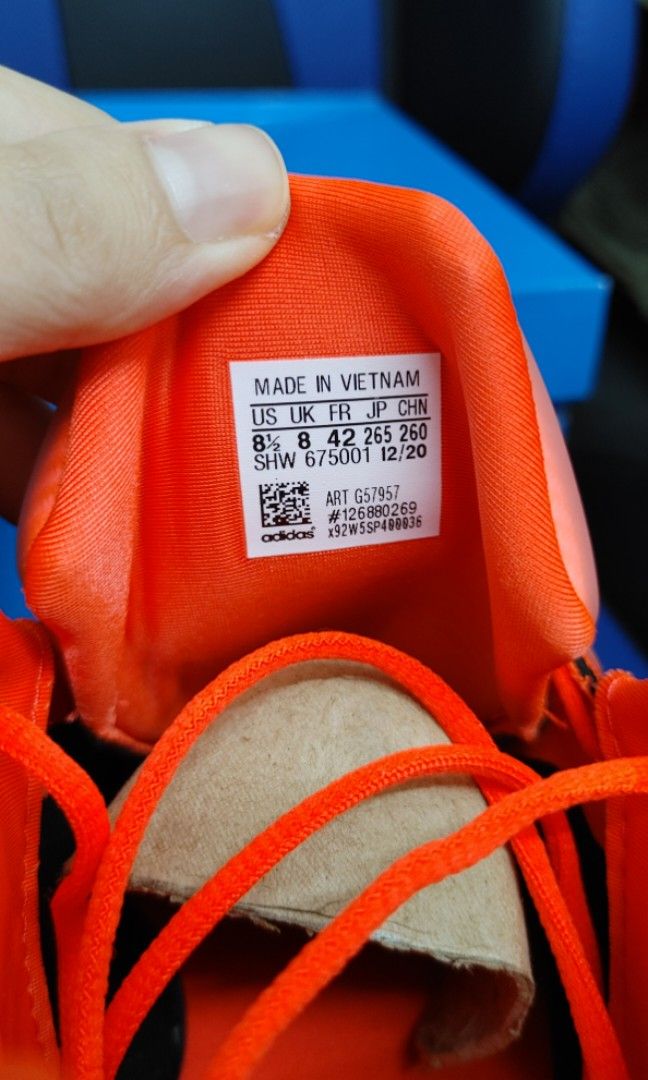 MADE IN VIETNAM
US UK FR JP CHN
8½ 8 42 265 260
SHW 675001 12/20
ART G57957
#126880269
adidas® x92W5SP400036